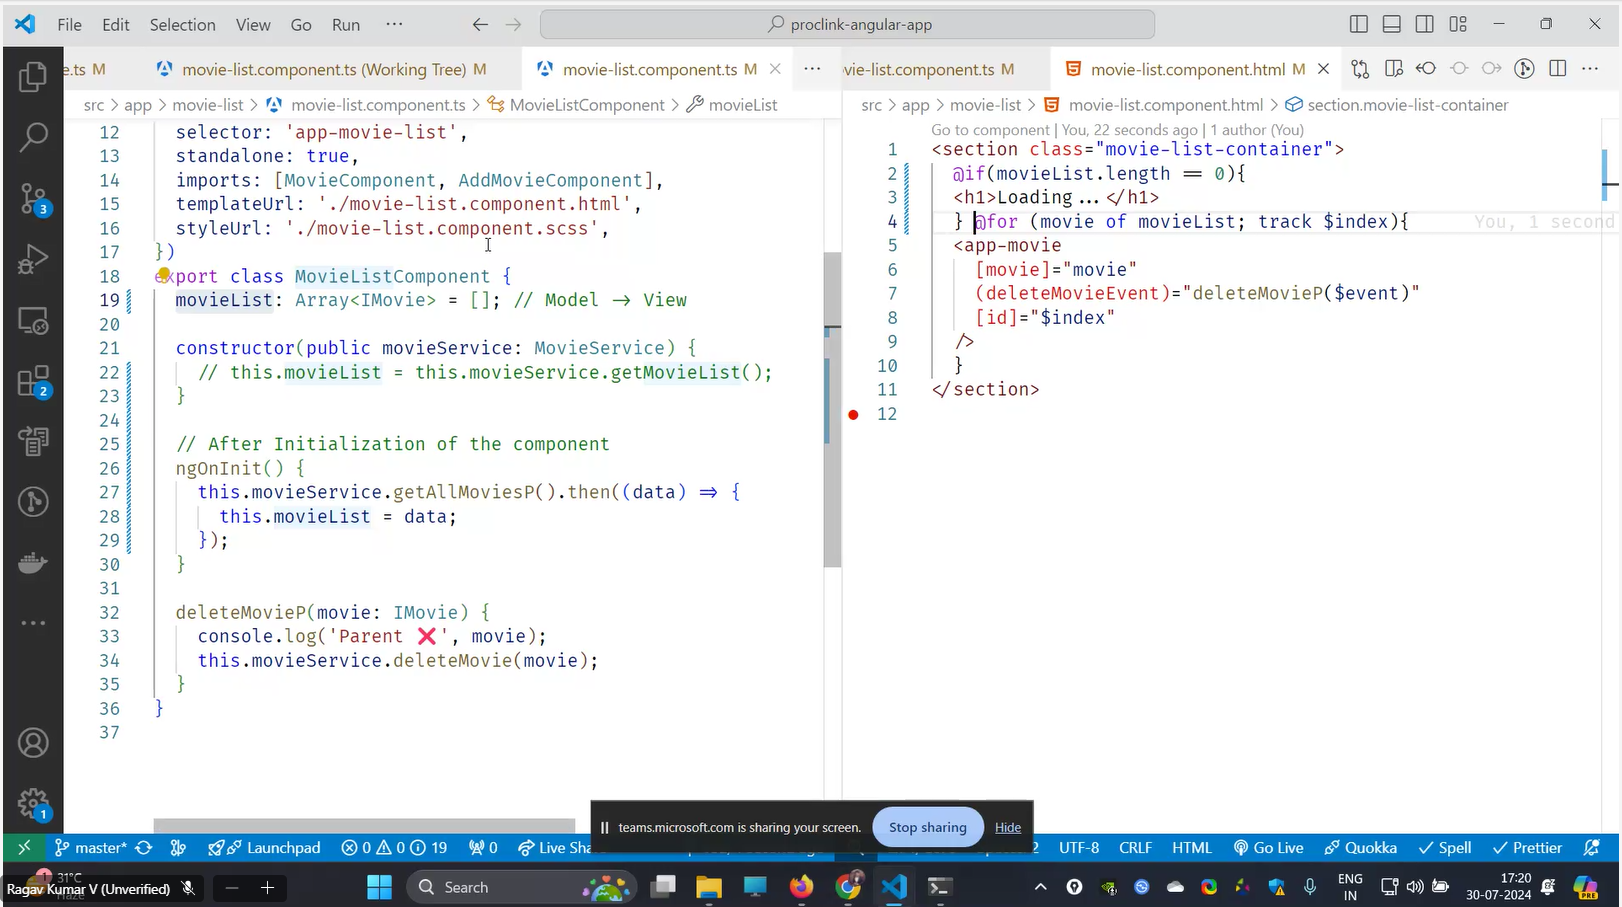 File Edit Selection View Go Run ··· proclink-angular-app
e.ts M movie-list.component.ts (Working Tree) M movie-list.component.ts M ···
src > app > movie-list > movie-list.component.ts > MovieListComponent > movieList
12 selector: 'app-movie-list',
13 standalone: true,
14 imports: [MovieComponent, AddMovieComponent],
15 templateUrl: './movie-list.component.html',
16 styleUrl: './movie-list.component.scss',
17 })
18 export class MovieListComponent {
19 movieList: Array<IMovie> = []; // Model -> View
20
21 constructor(public movieService: MovieService) {
22 // this.movieList = this.movieService.getMovieList();
23 }
24
25 // After Initialization of the component
26 ngOnInit() {
27 this.movieService.getAllMoviesP().then((data) => {
28 this.movieList = data;
29 });
30 }
31
32 deleteMovieP(movie: IMovie) {
33 console.log('Parent ❌', movie);
34 this.movieService.deleteMovie(movie);
35 }
36 }
37
vie-list.component.ts M movie-list.component.html M ···
src > app > movie-list > movie-list.component.html > section.movie-list-container
Go to component | You, 22 seconds ago | 1 author (You)
1 <section class="movie-list-container">
2 @if(movieList.length == 0){
3 <h1>Loading...</h1>
4 } @for (movie of movieList; track $index){ You, 1 second
5 <app-movie
6 [movie]="movie"
7 (deleteMovieEvent)="deleteMovieP($event)"
8 [id]="$index"
9 />
10 }
11 </section>
12
3
2
1
teams.microsoft.com is sharing your screen. Stop sharing Hide
master* Launchpad 0 0 19 0 Live Sha 2 UTF-8 CRLF HTML Go Live Quokka Spell Prettier
1 31°C
Haze
Ragav Kumar V (Unverified)
Search
ENG
IN
17:20
30-07-2024
PRE